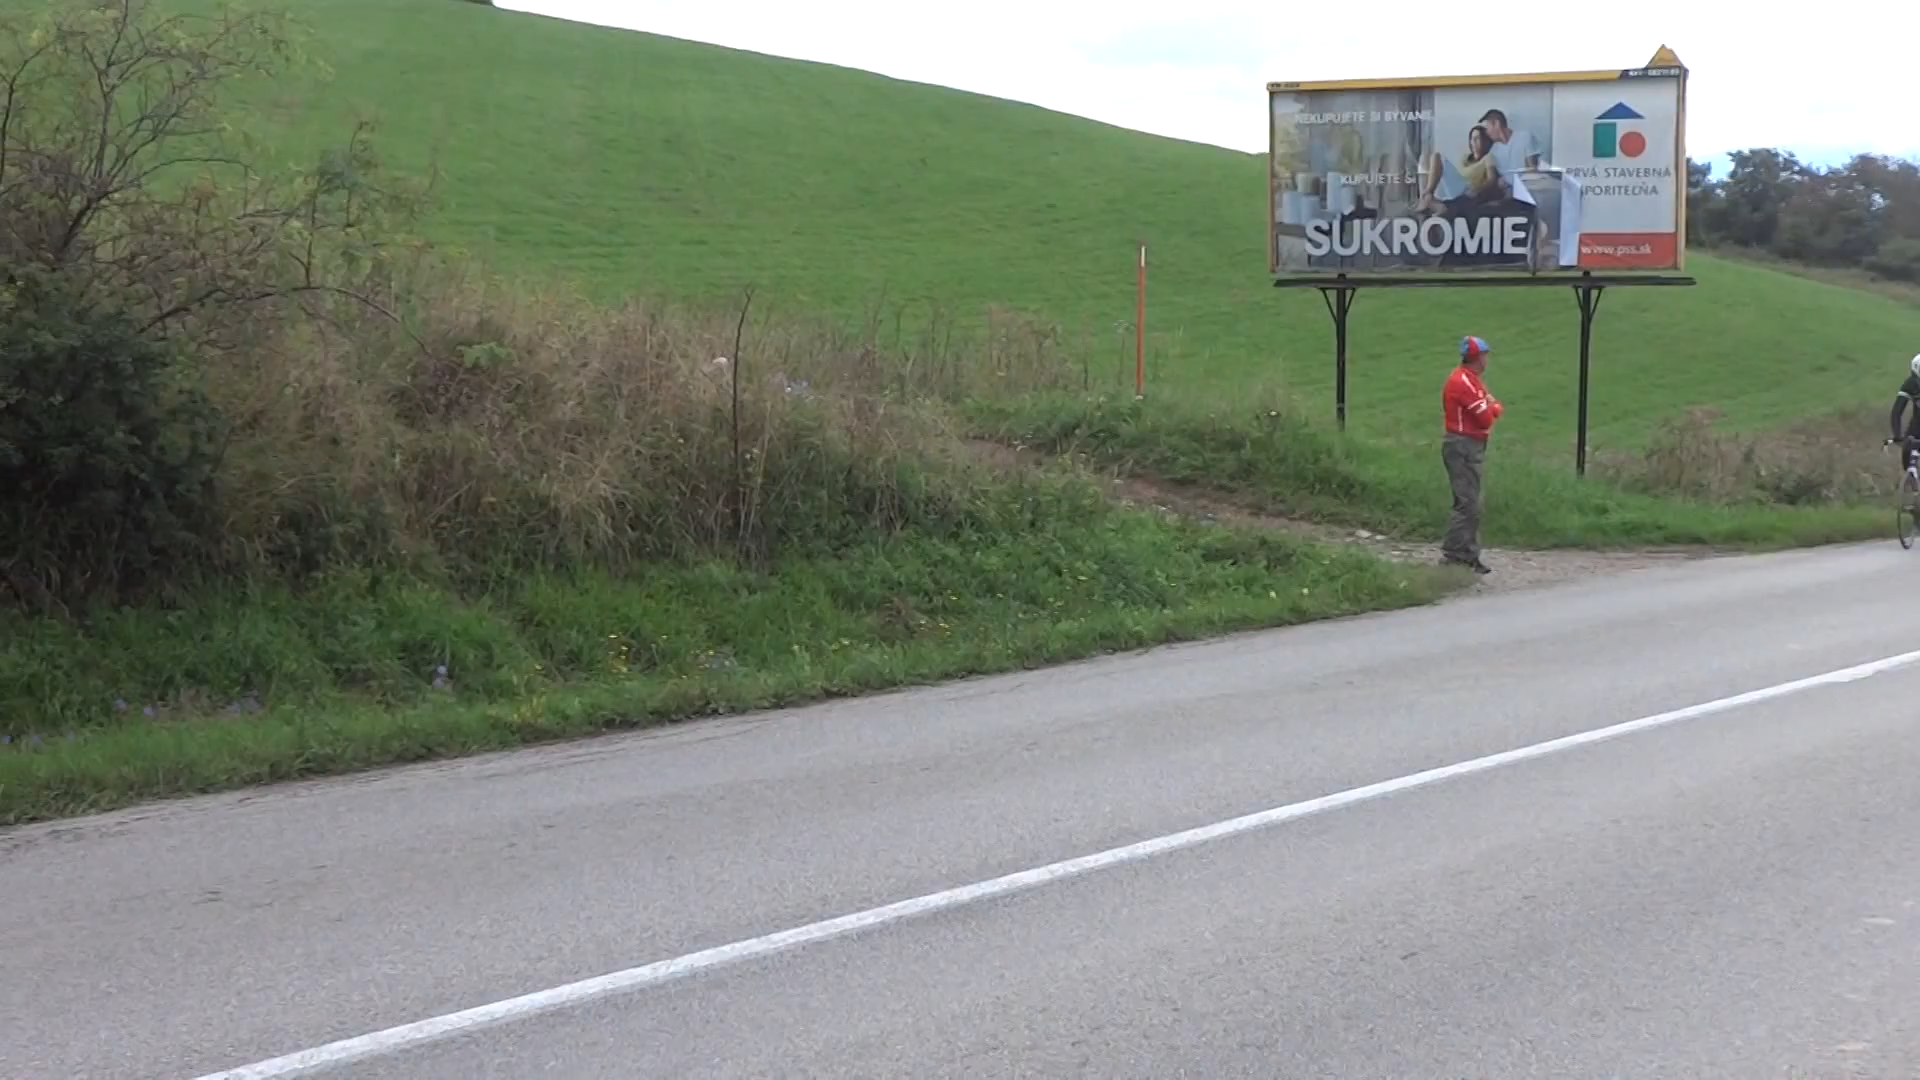 NEKUPUJETE SI BÝVANIE
KUPUJETE SI
SÚKROMIE
PRVÁ STAVEBNÁ
SPORITEĽŇA
www.pss.sk